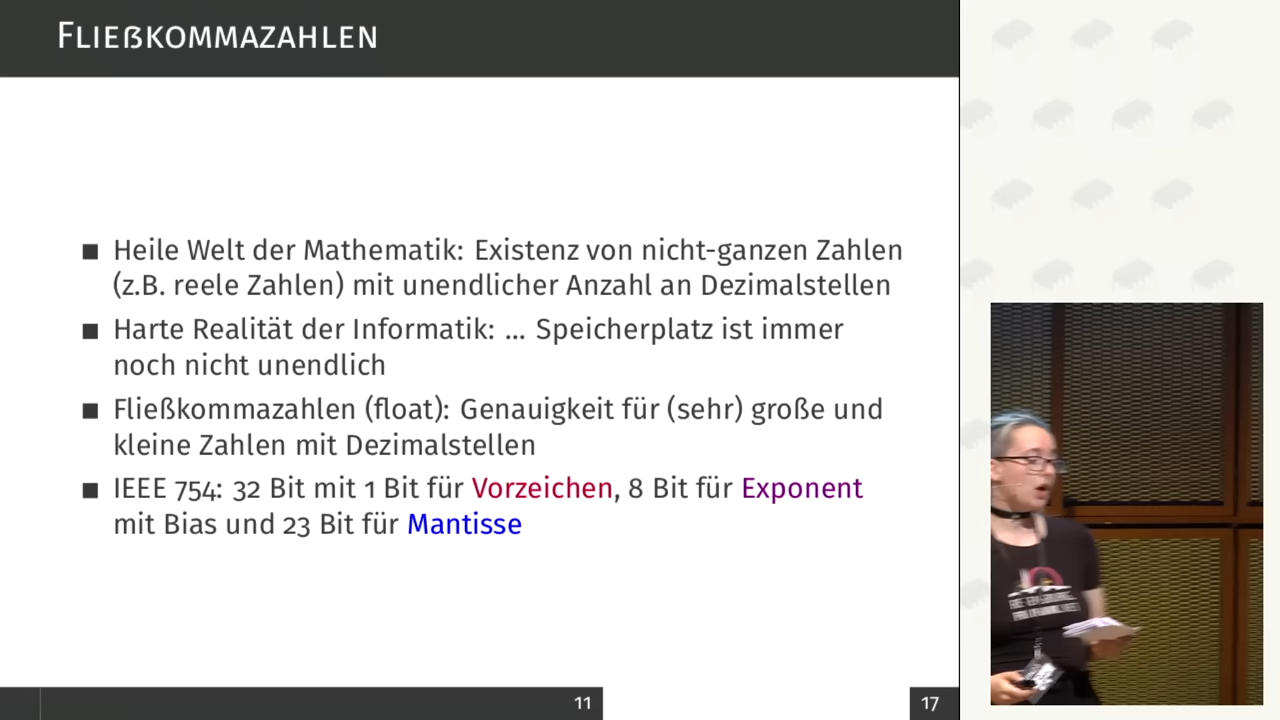 Fließkommazahlen
■ Heile Welt der Mathematik: Existenz von nicht-ganzen Zahlen
(z.B. reele Zahlen) mit unendlicher Anzahl an Dezimalstellen
■ Harte Realität der Informatik: ... Speicherplatz ist immer
noch nicht unendlich
■ Fließkommazahlen (float): Genauigkeit für (sehr) große und
kleine Zahlen mit Dezimalstellen
■ IEEE 754: 32 Bit mit 1 Bit für Vorzeichen, 8 Bit für Exponent
mit Bias und 23 Bit für Mantisse
11
17